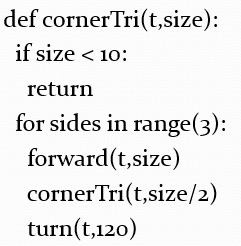 def cornerTri(t,size):
if size < 10:
return
for sides in range(3):
forward(t,size)
cornerTri(t,size/2)
turn(t,120)